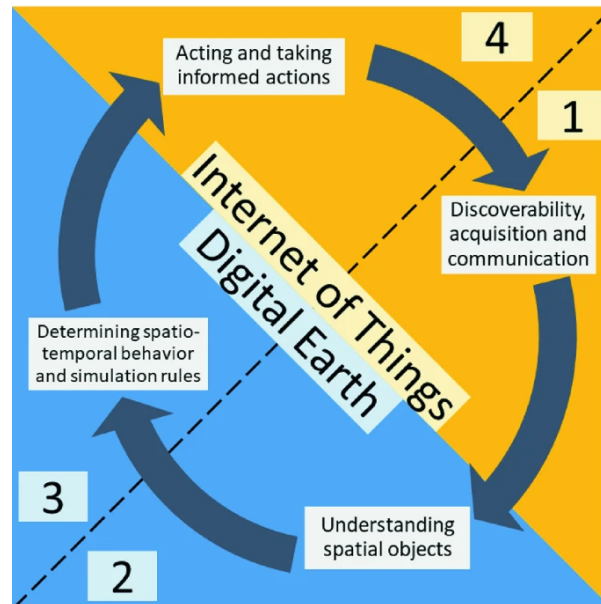 Acting and taking
informed actions
4
1
Discoverability,
acquisition and
communication
Internet of Things
Digital Earth
Determining spatio-
temporal behavior
and simulation rules
3
2
Understanding
spatial objects